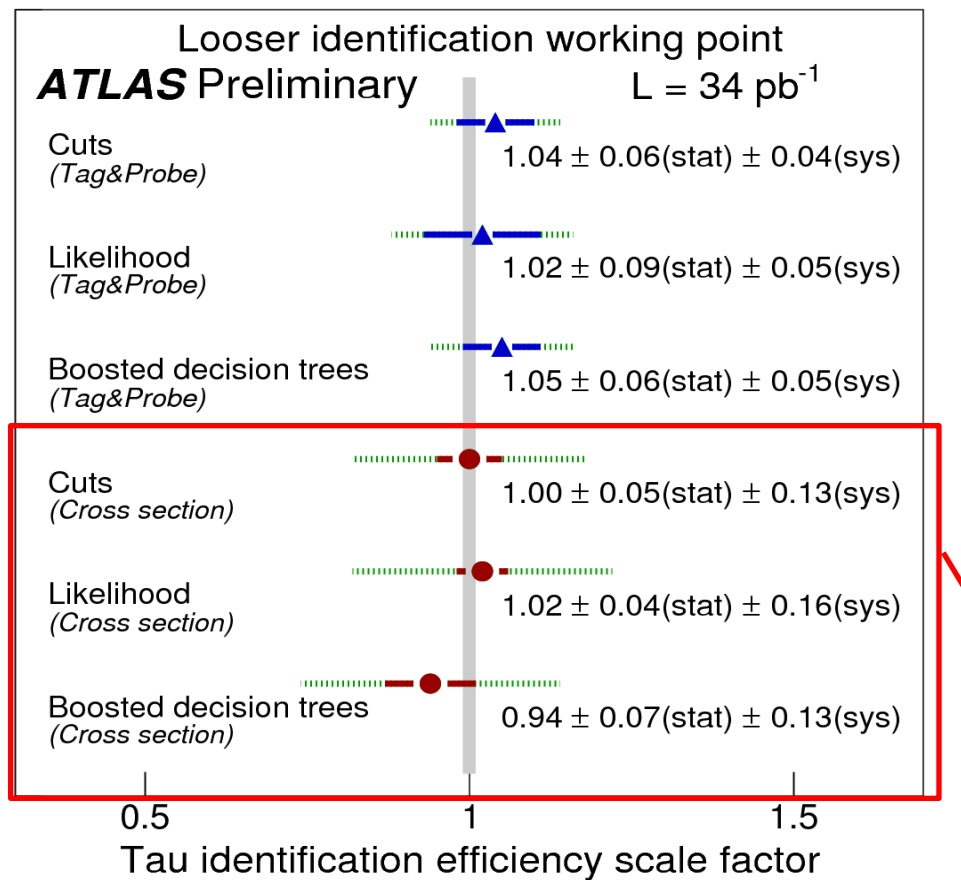 Looser identification working point
ATLAS Preliminary L = 34 pb⁻¹
Cuts
(Tag&Probe)
1.04 ± 0.06(stat) ± 0.04(sys)
Likelihood
(Tag&Probe)
1.02 ± 0.09(stat) ± 0.05(sys)
Boosted decision trees
(Tag&Probe)
1.05 ± 0.06(stat) ± 0.05(sys)
Cuts
(Cross section)
1.00 ± 0.05(stat) ± 0.13(sys)
Likelihood
(Cross section)
1.02 ± 0.04(stat) ± 0.16(sys)
Boosted decision trees
(Cross section)
0.94 ± 0.07(stat) ± 0.13(sys)
0.5 1 1.5
Tau identification efficiency scale factor